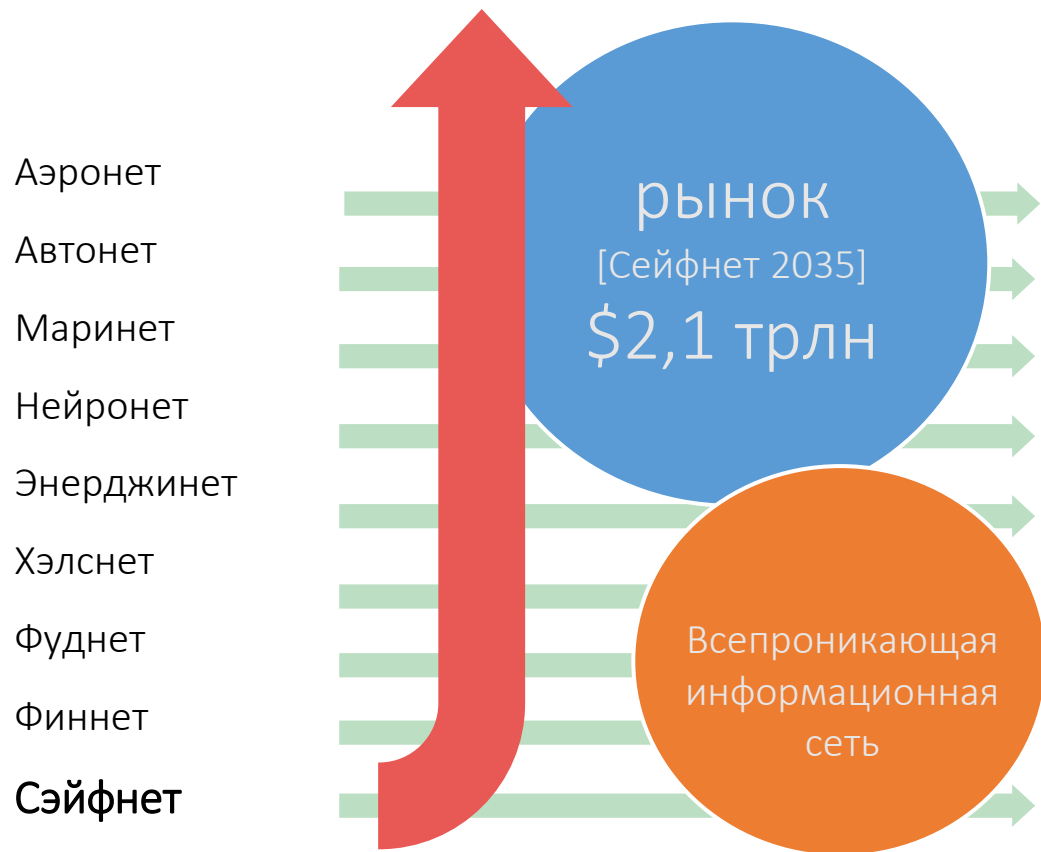 Аэронет
Автонет
Маринет
Нейронет
Энерджинет
Хэлснет
Фуднет
Финнет
Сэйфнет
рынок
[Сейфнет 2035]
$2,1 трлн
Всепроникающая
информационная
сеть